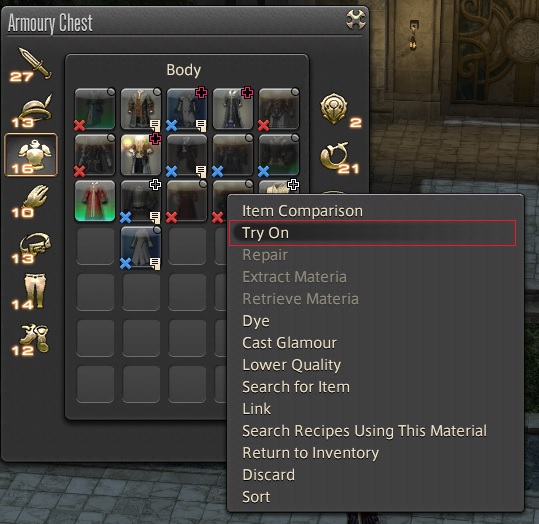 Armoury Chest
Body
27
13
16
10
13
14
12
2
21
Item Comparison
Try On
Repair
Extract Materia
Retrieve Materia
Dye
Cast Glamour
Lower Quality
Search for Item
Link
Search Recipes Using This Material
Return to Inventory
Discard
Sort